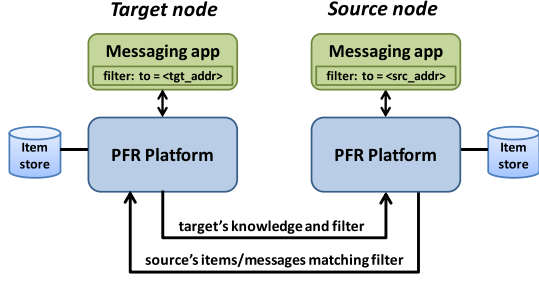 Target node
Source node
Messaging app
filter: to = <tgt_addr>
Messaging app
filter: to = <src_addr>
Item
store
PFR Platform
PFR Platform
Item
store
target's knowledge and filter
source's items/messages matching filter